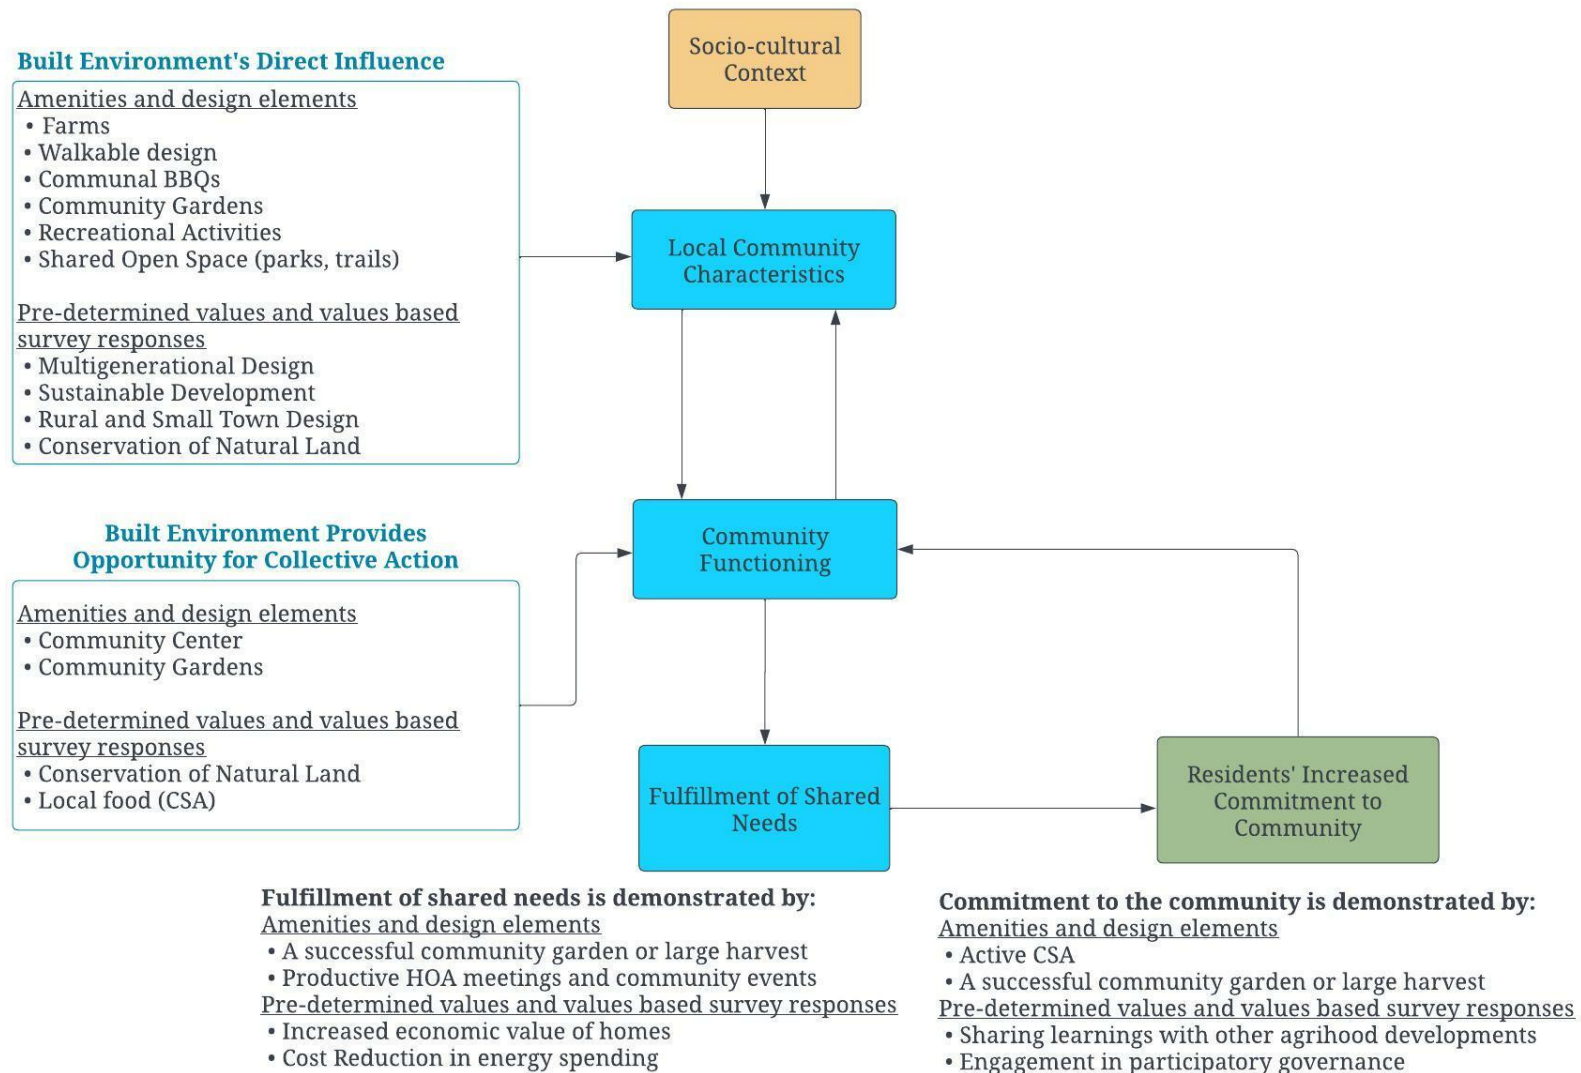 Socio-cultural
Context
Built Environment's Direct Influence
Amenities and design elements
• Farms
• Walkable design
• Communal BBQs
• Community Gardens
• Recreational Activities
• Shared Open Space (parks, trails)
Pre-determined values and values based
survey responses
• Multigenerational Design
• Sustainable Development
• Rural and Small Town Design
• Conservation of Natural Land
Local Community
Characteristics
Built Environment Provides
Opportunity for Collective Action
Amenities and design elements
• Community Center
• Community Gardens
Pre-determined values and values based
survey responses
• Conservation of Natural Land
• Local food (CSA)
Community
Functioning
Fulfillment of Shared
Needs
Residents' Increased
Commitment to
Community
Fulfillment of shared needs is demonstrated by:
Amenities and design elements
• A successful community garden or large harvest
• Productive HOA meetings and community events
Pre-determined values and values based survey responses
• Increased economic value of homes
• Cost Reduction in energy spending
Commitment to the community is demonstrated by:
Amenities and design elements
• Active CSA
• A successful community garden or large harvest
Pre-determined values and values based survey responses
• Sharing learnings with other agrihood developments
• Engagement in participatory governance